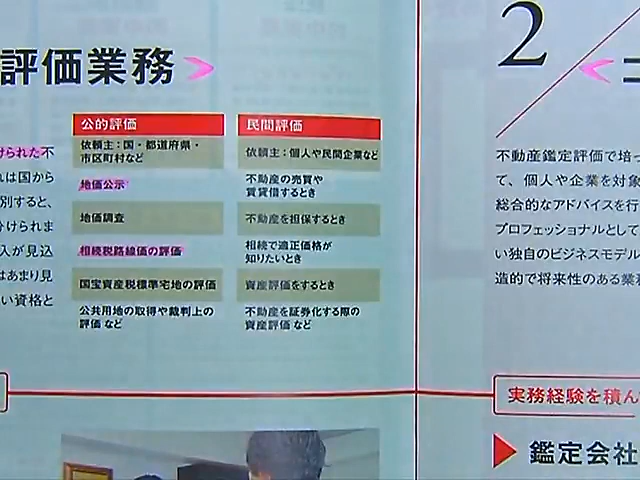 評価業務
けられた不
れは国から
別すると、
分けられま
入が見込
はあまり見
い資格と
公的評価
依頼主：国・都道府県・
市区町村など
地価公示
地価調査
相続税路線価の評価
国宝資産税標準宅地の評価
公共用地の取得や裁判上の
評価 など
民間評価
依頼主：個人や民間企業など
不動産の売買や
賃貸借するとき
不動産を担保するとき
相続で適正価格が
知りたいとき
資産評価をするとき
不動産を証券化する際の
資産評価 など
2
不動産鑑定評価で培っ
て、個人や企業を対象
総合的なアドバイスを行
プロフェッショナルとして
い独自のビジネスモデル
造的で将来性のある業務
実務経験を積ん
鑑定会社